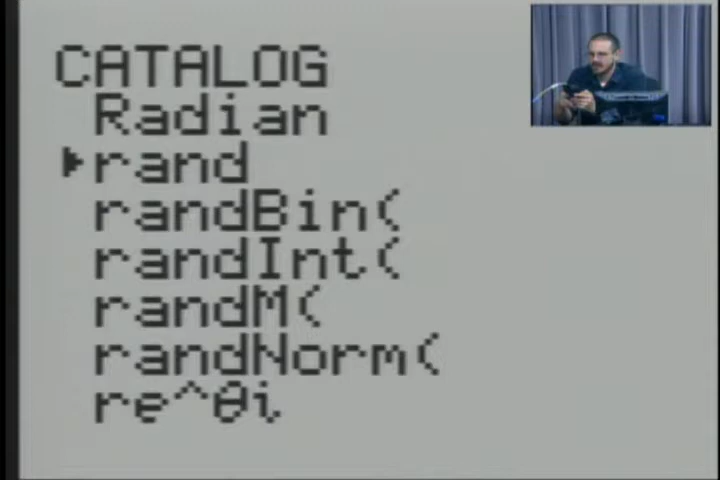 CATALOG
Radian
▶rand
randBin(
randInt(
randM(
randNorm(
re^θi